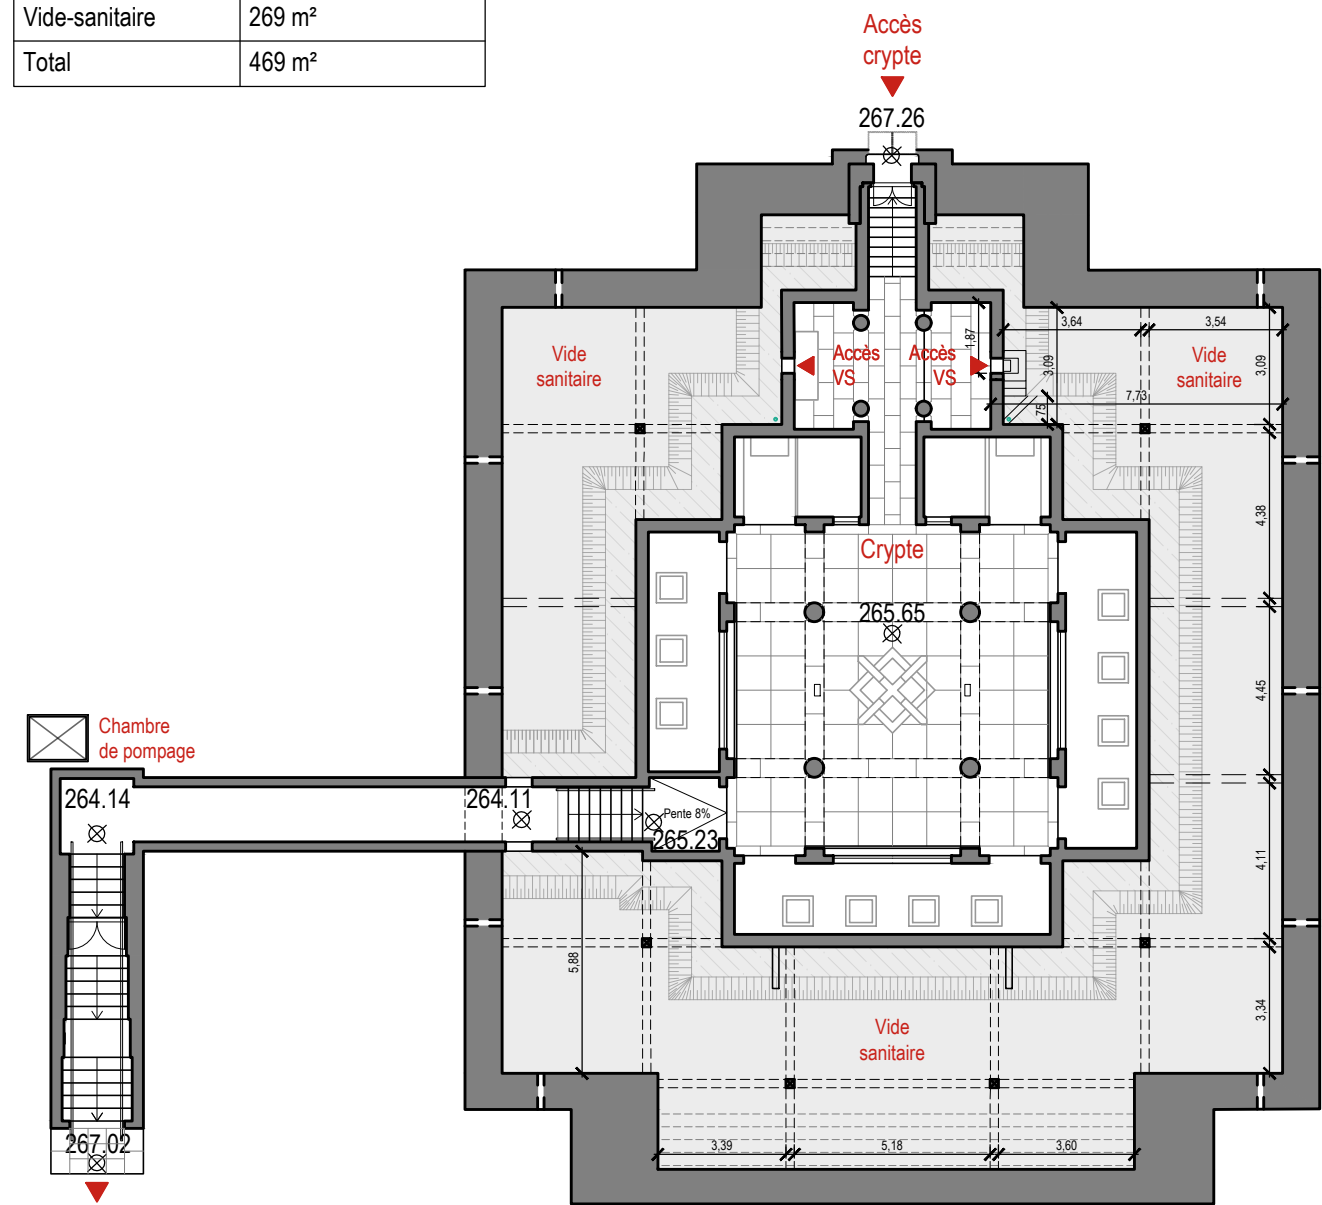 Vide-sanitaire 269 m²
Total 469 m²
Accès
crypte
267.26
3,64
3,54
1,87
3,09
3,09
Vide
sanitaire
Accès
VS
Accès
VS
Vide
sanitaire
7,73
75
4,38
Crypte
265.65
4,45
Chambre
de pompage
264.14
264.11
Pente 8%
265.23
4,11
5,88
3,34
Vide
sanitaire
267.02
3,39
5,18
3,60